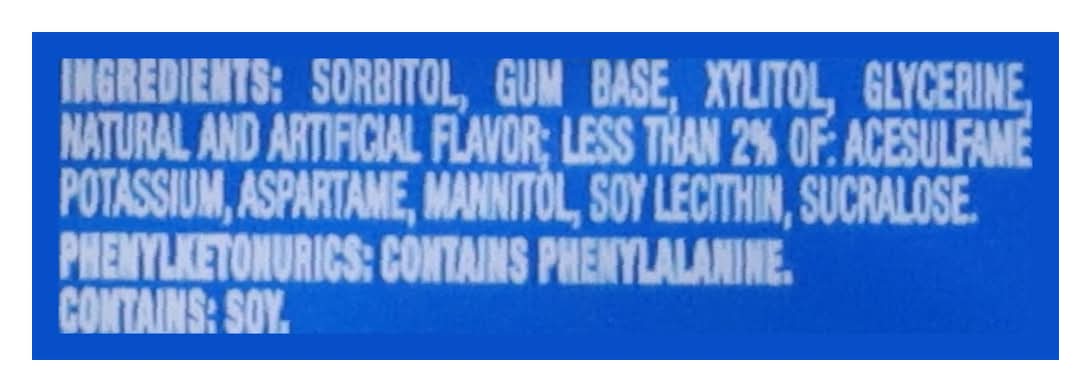 INGREDIENTS: SORBITOL, GUM BASE, XYLITOL, GLYCERINE,
NATURAL AND ARTIFICIAL FLAVOR; LESS THAN 2% OF: ACESULFAME
POTASSIUM, ASPARTAME, MANNITOL, SOY LECITHIN, SUCRALOSE.
PHENYLKETONURICS: CONTAINS PHENYLALANINE.
CONTAINS: SOY.